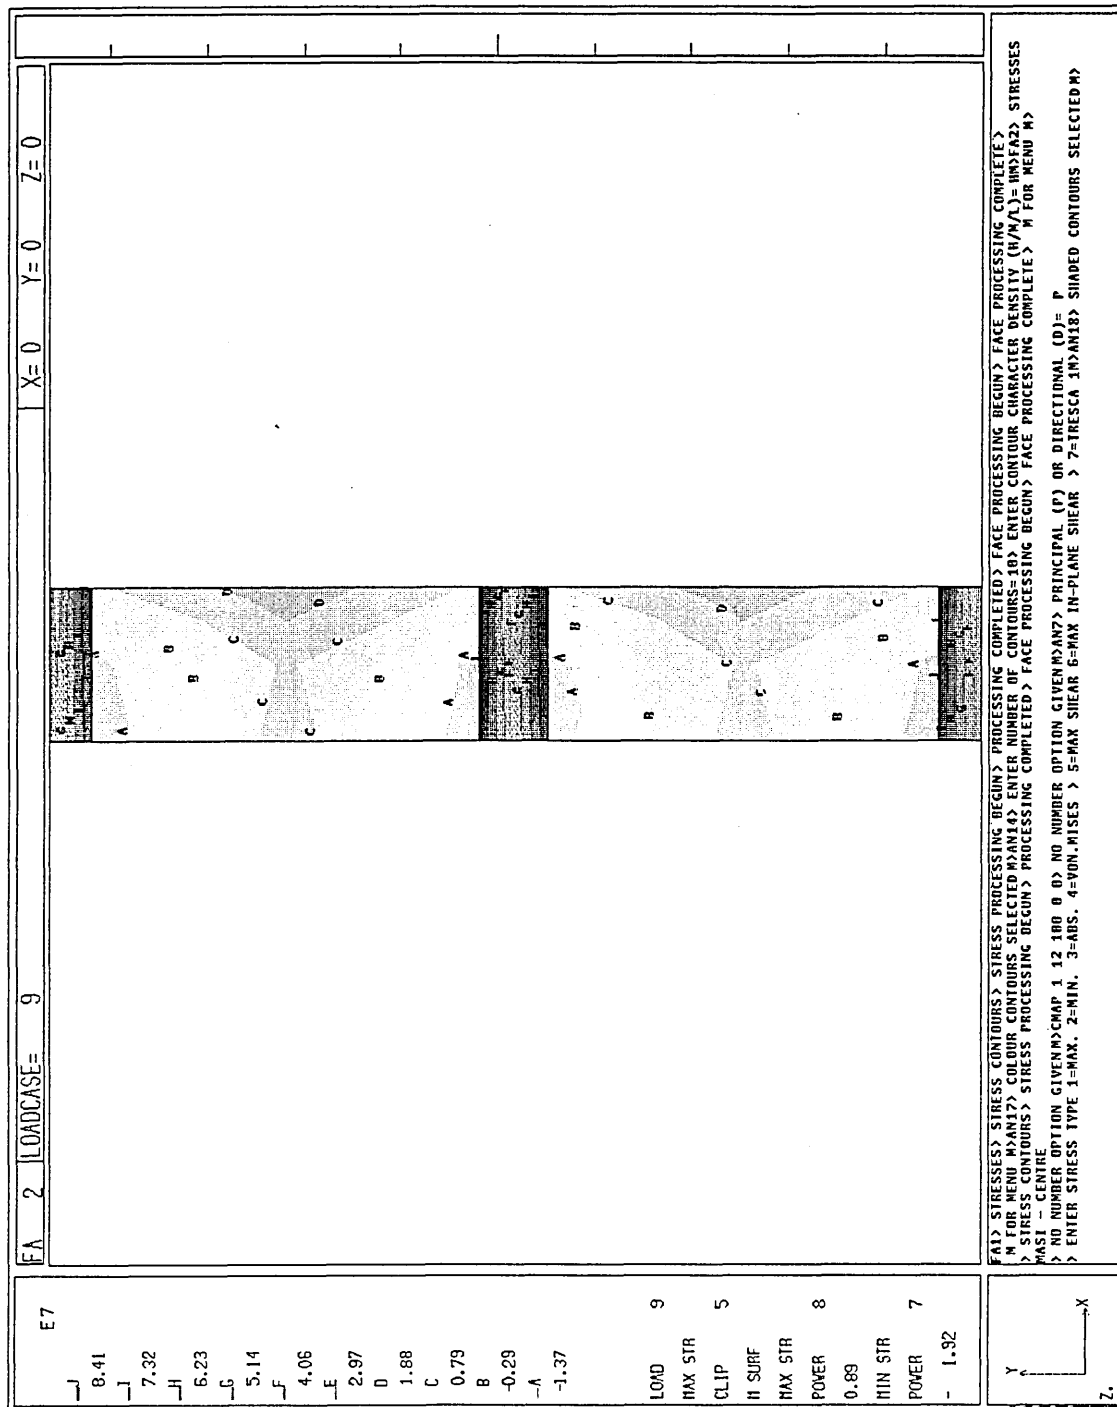 FA 2 LOADCASE= 9 X= 0 Y= 0 Z= 0
E7
J
8.41
I
7.32
H
6.23
G
5.14
F
4.06
E
2.97
D
1.88
C
0.79
B
-0.29
A
-1.37
LOAD 9
MAX STR
CLIP 5
M SURF
MAX STR
POWER 8
0.89
MIN STR
POWER 7
- 1.92
Y
X
Z.
FA1> STRESSES> STRESS CONTOURS> STRESS PROCESSING BEGUN> PROCESSING COMPLETED> FACE PROCESSING BEGUN> FACE PROCESSING COMPLETE>
M FOR MENU M>AN17> COLOUR CONTOURS SELECTED M>AN14> ENTER NUMBER OF CONTOURS=10> ENTER CONTOUR CHARACTER DENSITY (H/M/L)= HM>FA2> STRESSES
> STRESS CONTOURS> STRESS PROCESSING BEGUN> PROCESSING COMPLETED> FACE PROCESSING BEGUN> FACE PROCESSING COMPLETE> M FOR MENU M>
MASI - CENTRE
> NO NUMBER OPTION GIVEN M>CMAP 1 12 100 0 0> NO NUMBER OPTION GIVEN M>AN7> PRINCIPAL (P) OR DIRECTIONAL (D)= P
> ENTER STRESS TYPE 1=MAX. 2=MIN. 3=ABS. 4=VON.MISES > 5=MAX SHEAR 6=MAX IN-PLANE SHEAR > 7=TRESCA 1M>AN18> SHADED CONTOURS SELECTED M>